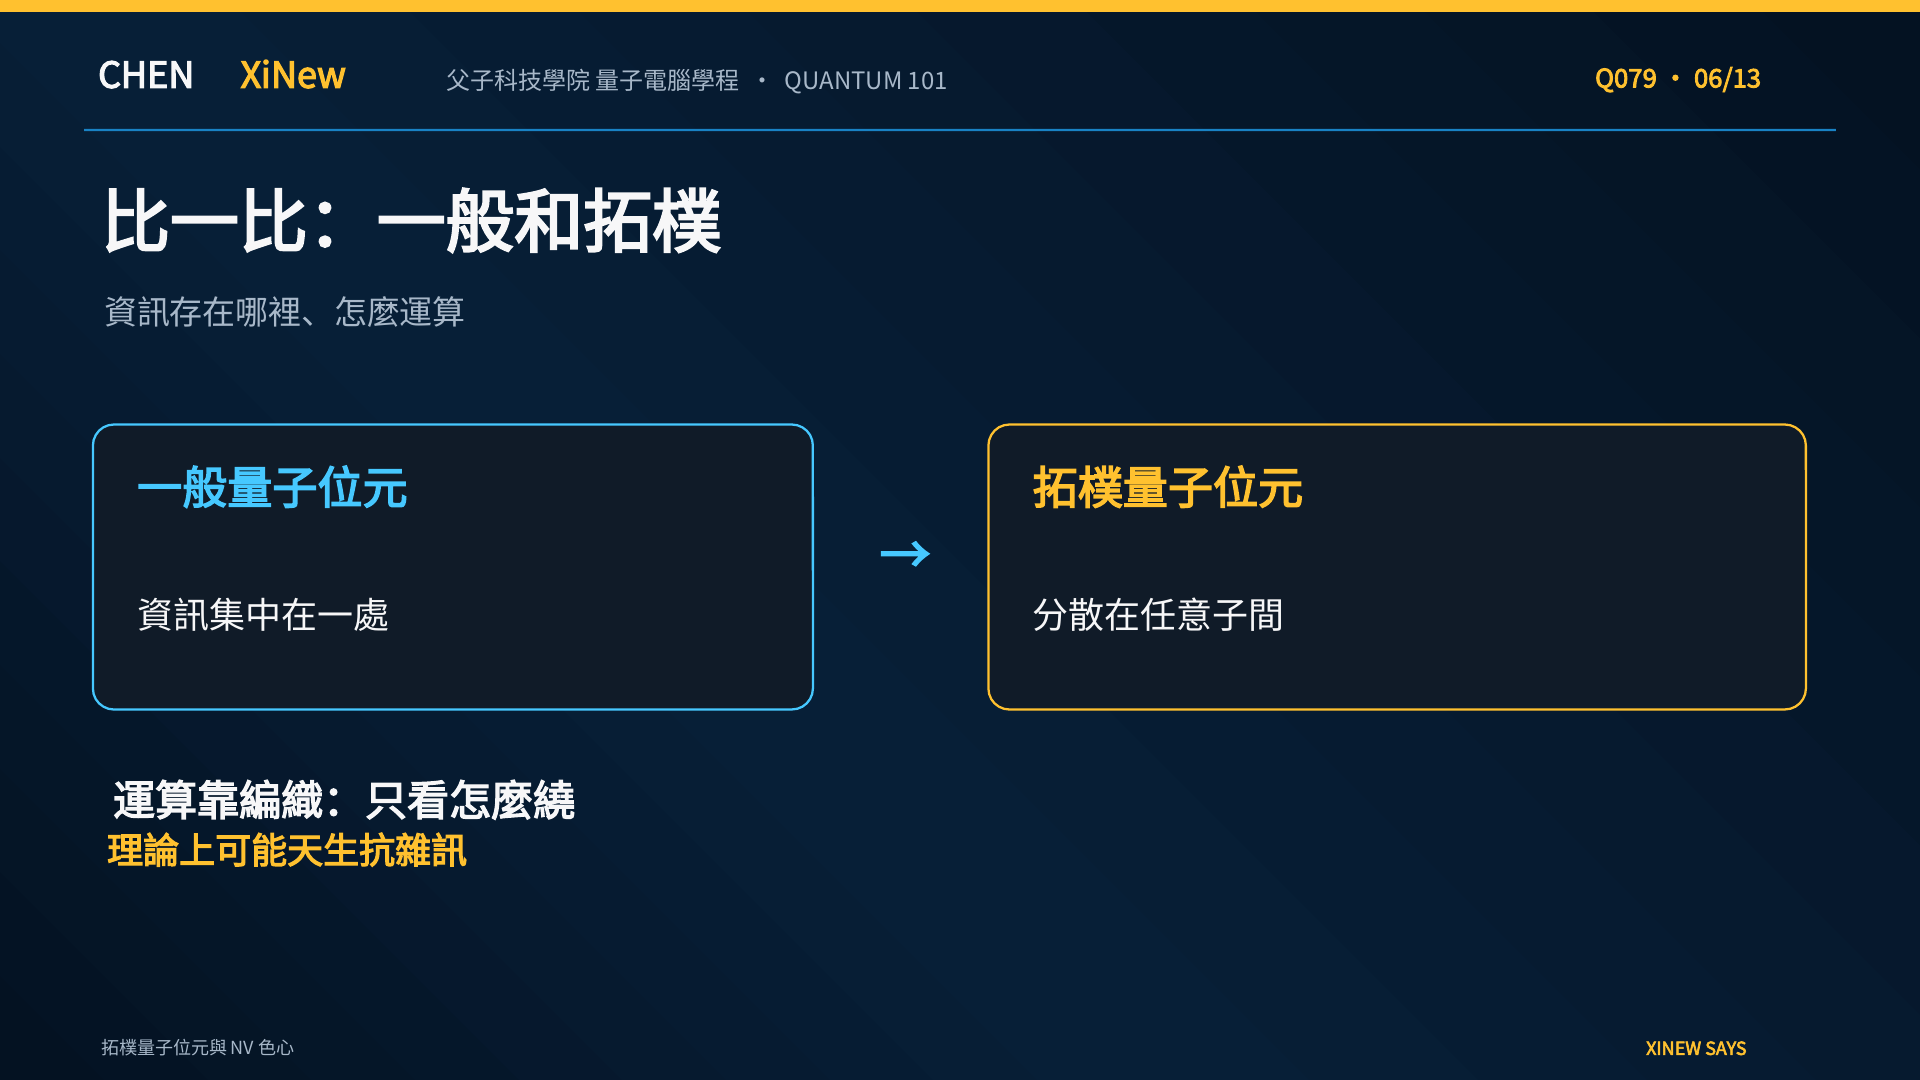 CHEN XiNew 父子科技學院 量子電腦學程 • QUANTUM 101 Q079 • 06/13
比一比：一般和拓樸
資訊存在哪裡、怎麼運算
一般量子位元
資訊集中在一處
→
拓樸量子位元
分散在任意子間
運算靠編織：只看怎麼繞
理論上可能天生抗雜訊
拓樸量子位元與 NV 色心
XINEW SAYS